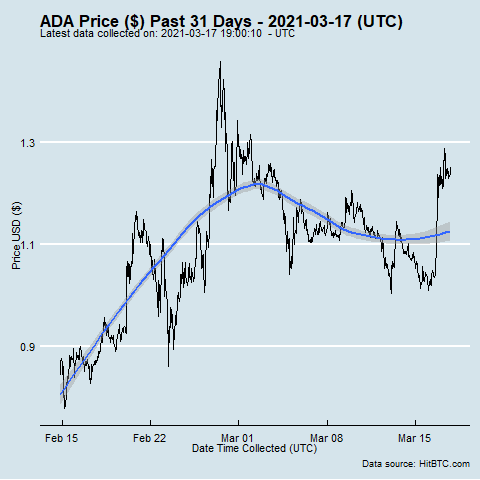 ADA Price ($) Past 31 Days - 2021-03-17 (UTC)
Latest data collected on: 2021-03-17 19:00:10 - UTC
Price USD ($)
1.3
1.1
0.9
Feb 15 Feb 22 Mar 01 Mar 08 Mar 15
Date Time Collected (UTC)
Data source: HitBTC.com